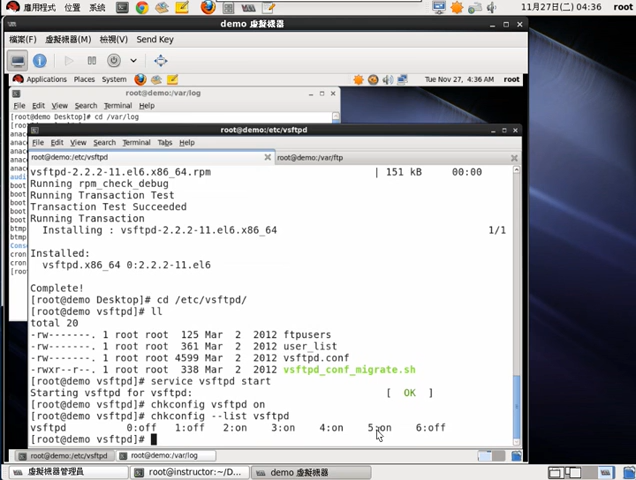 應用程式 位置 系統 11月27日(二) 04:36 root
demo 虛擬機器
檔案(F) 虛擬機器(M) 檢視(V) Send Key
Applications Places System Tue Nov 27, 4:36 AM root
root@demo:/var/log
File Edit View Search Terminal Help
[root@demo Desktop]# cd /var/log
root@demo:/etc/vsftpd
File Edit View Search Terminal Tabs Help
root@demo:/etc/vsftpd root@demo:/var/ftp
vsftpd-2.2.2-11.el6.x86_64.rpm | 151 kB 00:00
Running rpm_check_debug
Running Transaction Test
Transaction Test Succeeded
Running Transaction
Installing : vsftpd-2.2.2-11.el6.x86_64 1/1
Installed:
vsftpd.x86_64 0:2.2.2-11.el6
Complete!
[root@demo Desktop]# cd /etc/vsftpd/
[root@demo vsftpd]# ll
total 20
-rw-------. 1 root root 125 Mar 2 2012 ftpusers
-rw-------. 1 root root 361 Mar 2 2012 user_list
-rw-------. 1 root root 4599 Mar 2 2012 vsftpd.conf
-rwxr--r--. 1 root root 338 Mar 2 2012 vsftpd_conf_migrate.sh
[root@demo vsftpd]# service vsftpd start
Starting vsftpd for vsftpd: [ OK ]
[root@demo vsftpd]# chkconfig vsftpd on
[root@demo vsftpd]# chkconfig --list vsftpd
vsftpd 0:off 1:off 2:on 3:on 4:on 5:on 6:off
[root@demo vsftpd]#
root@demo:/etc/vsftpd root@demo:/var/log
虛擬機器管理員 root@instructor:~/D... demo 虛擬機器